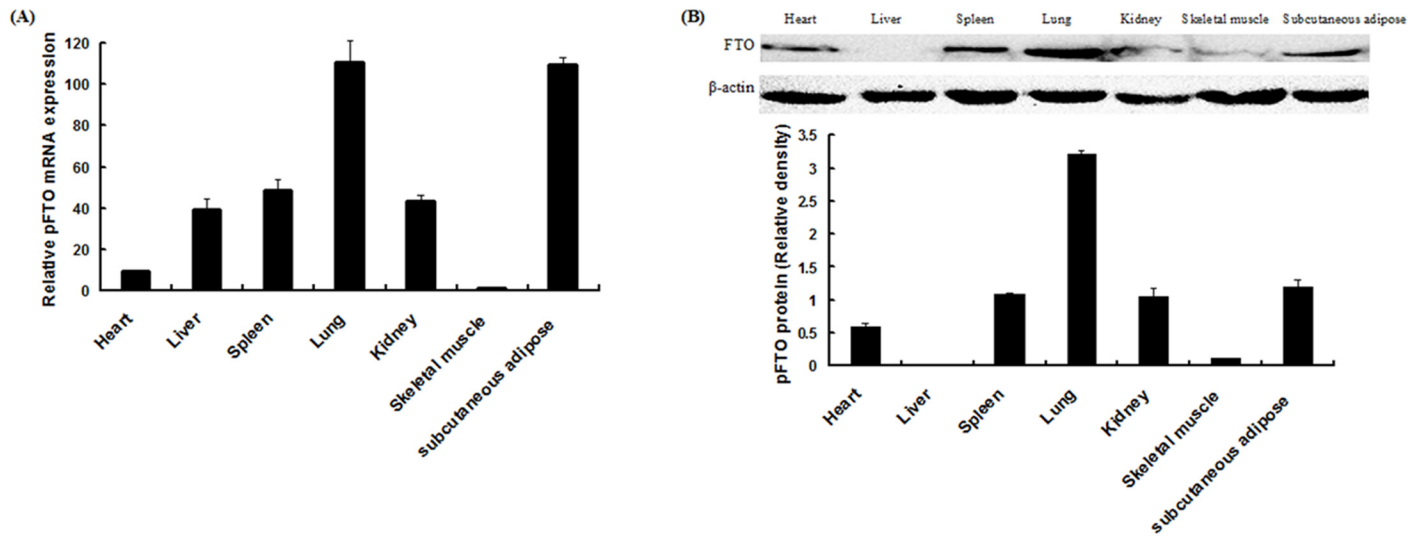 (A)
Relative pFTO mRNA expression
120
100
80
60
40
20
0
Heart
Liver
Spleen
Lung
Kidney
Skeletal muscle
subcutaneous adipose
(B)
Heart Liver Spleen Lung Kidney Skeletal muscle Subcutaneous adipose
FTO
β-actin
pFTO protein (Relative density)
3.5
3
2.5
2
1.5
1
0.5
0
Heart
Liver
Spleen
Lung
Kidney
Skeletal muscle
subcutaneous adipose